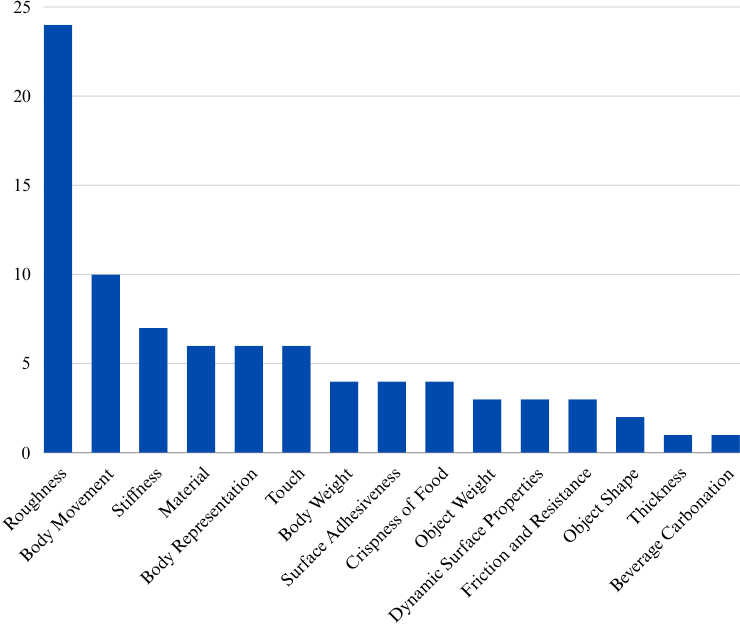 25
20
15
10
5
0
Roughness
Body Movement
Stiffness
Material
Body Representation
Touch
Body Weight
Surface Adhesiveness
Crispness of Food
Object Weight
Dynamic Surface Properties
Friction and Resistance
Object Shape
Thickness
Beverage Carbonation